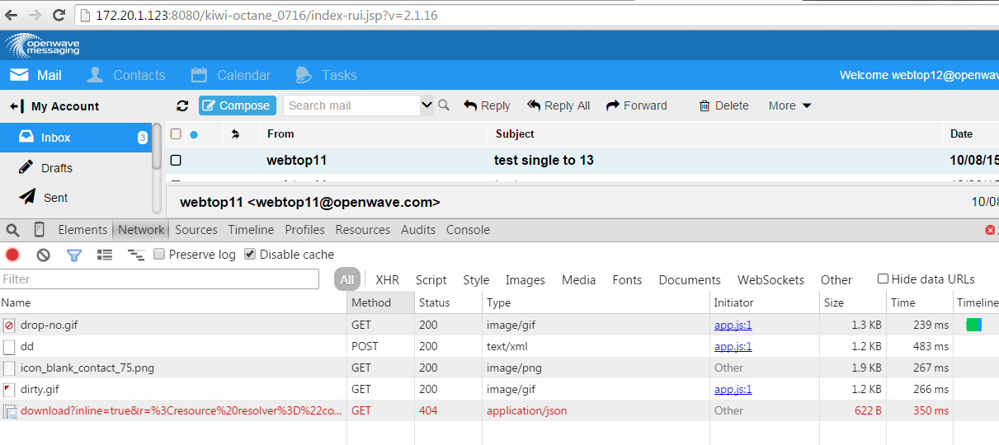 172.20.1.123:8080/kiwi-octane_0716/index-rui.jsp?v=2.1.16
openwave
messaging
Mail Contacts Calendar Tasks Welcome webtop12@openwav
My Account Compose Search mail Reply Reply All Forward Delete More
Inbox 3 From Subject Date
webtop11 test single to 13 10/08/15
Drafts
Sent
webtop11 <webtop11@openwave.com> 10/08
Elements Network Sources Timeline Profiles Resources Audits Console
Preserve log Disable cache
Filter All XHR Script Style Images Media Fonts Documents WebSockets Other Hide data URLs
Name Method Status Type Initiator Size Time Timeline
drop-no.gif GET 200 image/gif app.js:1 1.3 KB 239 ms
dd POST 200 text/xml app.js:1 1.2 KB 483 ms
icon_blank_contact_75.png GET 200 image/png Other 1.9 KB 267 ms
dirty.gif GET 200 image/gif app.js:1 1.2 KB 266 ms
download?inline=true&r=%3Cresource%20resolver%3D%22co... GET 404 application/json Other 622 B 350 ms